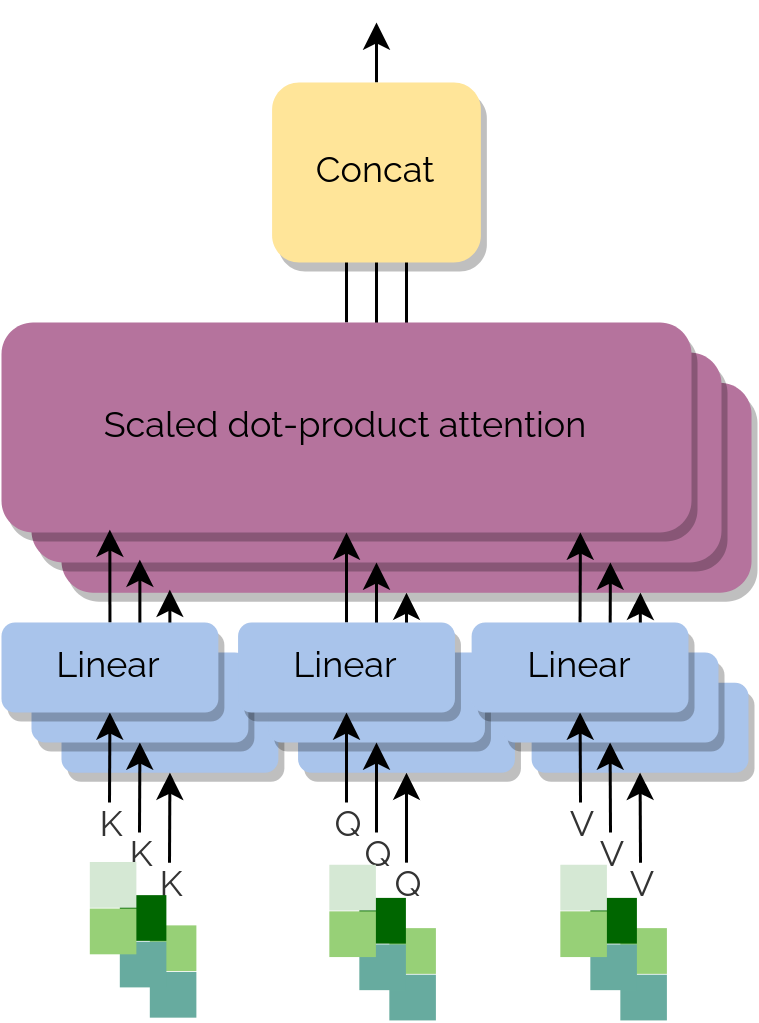 Concat
Scaled dot-product attention
Linear Linear Linear
K Q V
K Q V
K Q V